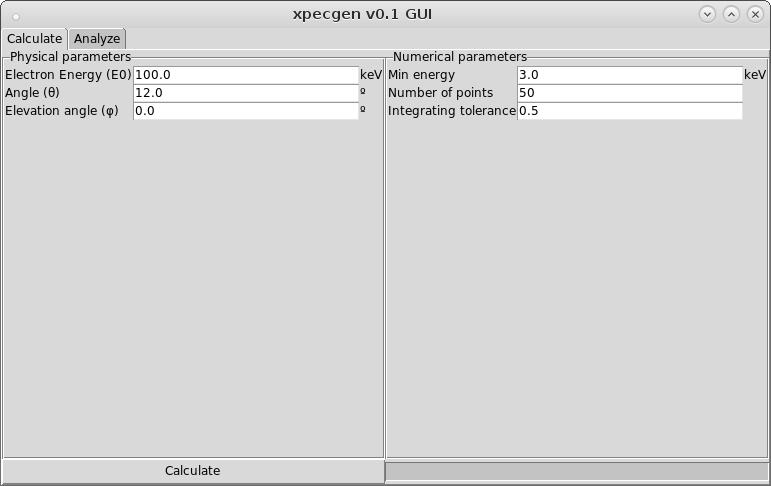 xpecgen v0.1 GUI
Calculate Analyze
Physical parameters
Electron Energy (E0) 100.0 keV
Angle (θ) 12.0 º
Elevation angle (φ) 0.0 º
Numerical parameters
Min energy 3.0 keV
Number of points 50
Integrating tolerance 0.5
Calculate